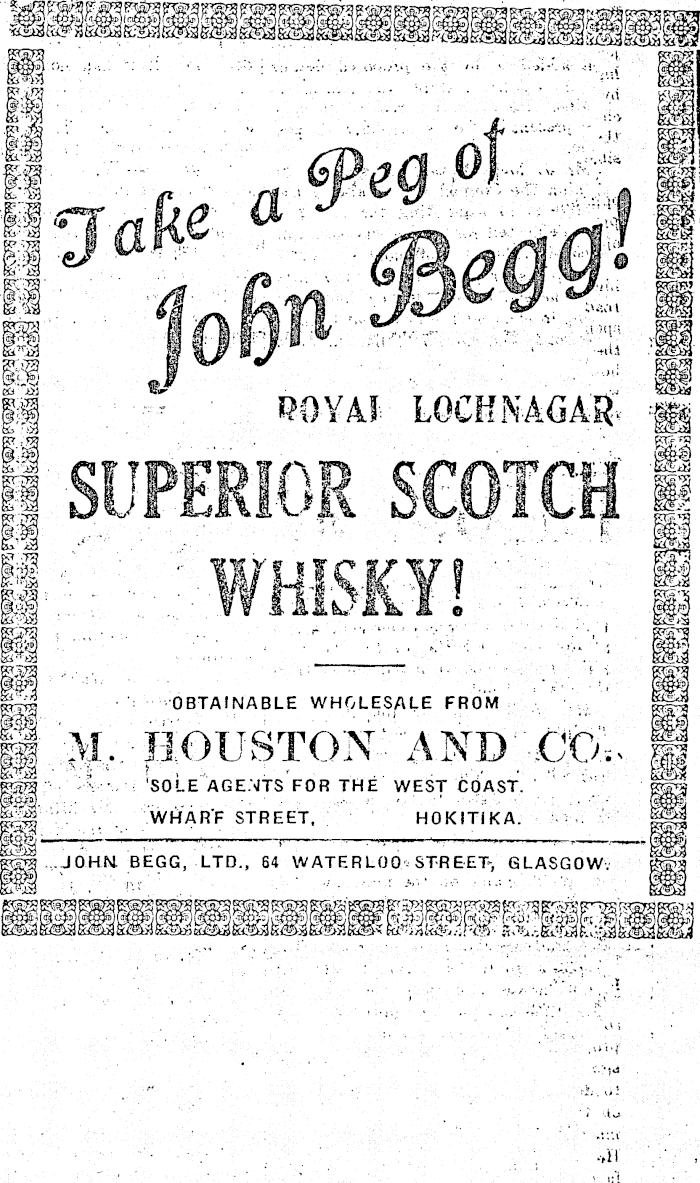 Take a Peg of
John Begg!
ROYAL LOCHNAGAR
SUPERIOR SCOTCH
WHISKY!
OBTAINABLE WHOLESALE FROM
M. HOUSTON AND CO.,
SOLE AGENTS FOR THE WEST COAST.
WHARF STREET, HOKITIKA.
JOHN BEGG, LTD., 64 WATERLOO STREET, GLASGOW.